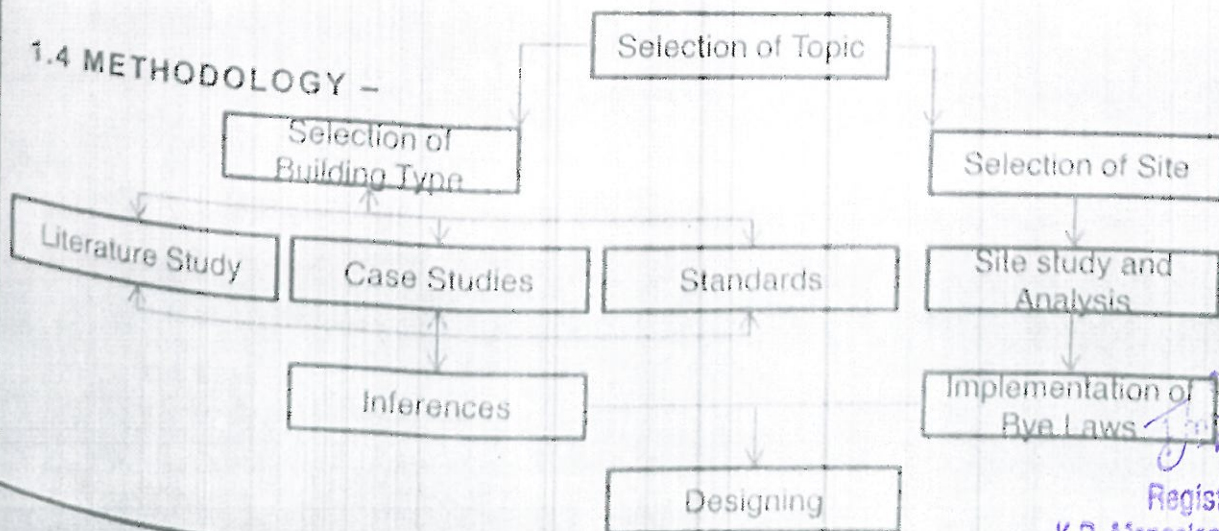 1.4 METHODOLOGY –
Selection of Topic
Selection of
Building Type
Selection of Site
Literature Study
Case Studies
Standards
Site study and
Analysis
Inferences
Implementation of
Bye Laws
Designing